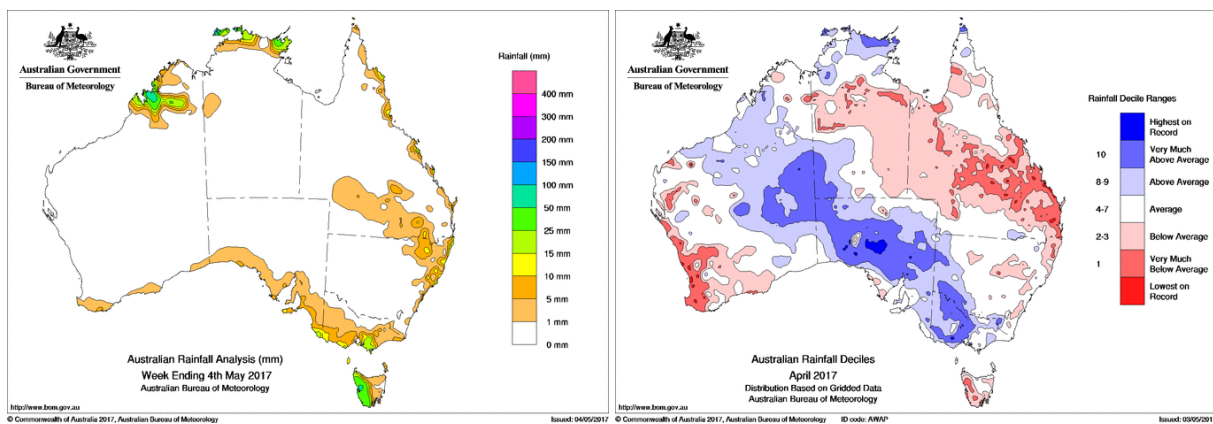 Australian Government
Bureau of Meteorology
Rainfall (mm)
400 mm
300 mm
200 mm
150 mm
100 mm
50 mm
25 mm
15 mm
10 mm
5 mm
1 mm
0 mm
Australian Rainfall Analysis (mm)
Week Ending 4th May 2017
Australian Bureau of Meteorology
http://www.bom.gov.au
© Commonwealth of Australia 2017, Australian Bureau of Meteorology
Issued: 04/05/2017
Australian Government
Bureau of Meteorology
Rainfall Decile Ranges
Highest on
Record
10
Very Much
Above Average
8-9
Above Average
4-7
Average
2-3
Below Average
1
Very Much
Below Average
Lowest on
Record
Australian Rainfall Deciles
April 2017
Distribution Based on Gridded Data
Australian Bureau of Meteorology
http://www.bom.gov.au
© Commonwealth of Australia 2017, Australian Bureau of Meteorology
ID code: AWAP
Issued: 03/05/201